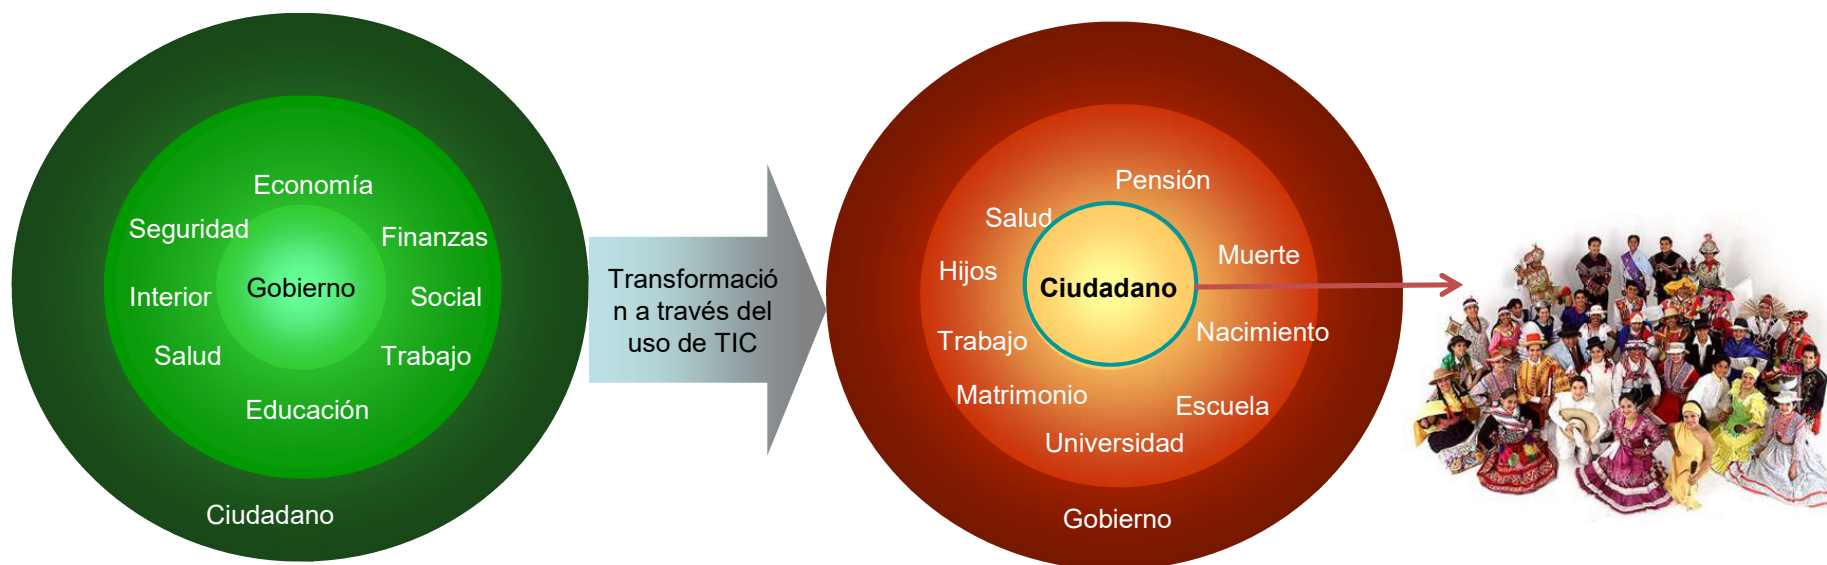 Economía
Seguridad
Finanzas
Gobierno
Interior
Social
Salud
Trabajo
Educación
Ciudadano
Transformació
n a través del
uso de TIC
Pensión
Salud
Muerte
Hijos
Ciudadano
Nacimiento
Trabajo
Matrimonio
Escuela
Universidad
Gobierno